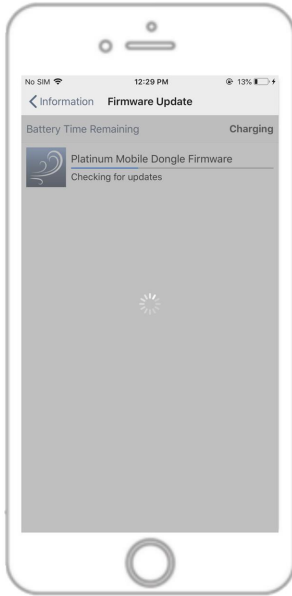 No SIM 12:29 PM 13%
Information Firmware Update
Battery Time Remaining Charging
Platinum Mobile Dongle Firmware
Checking for updates